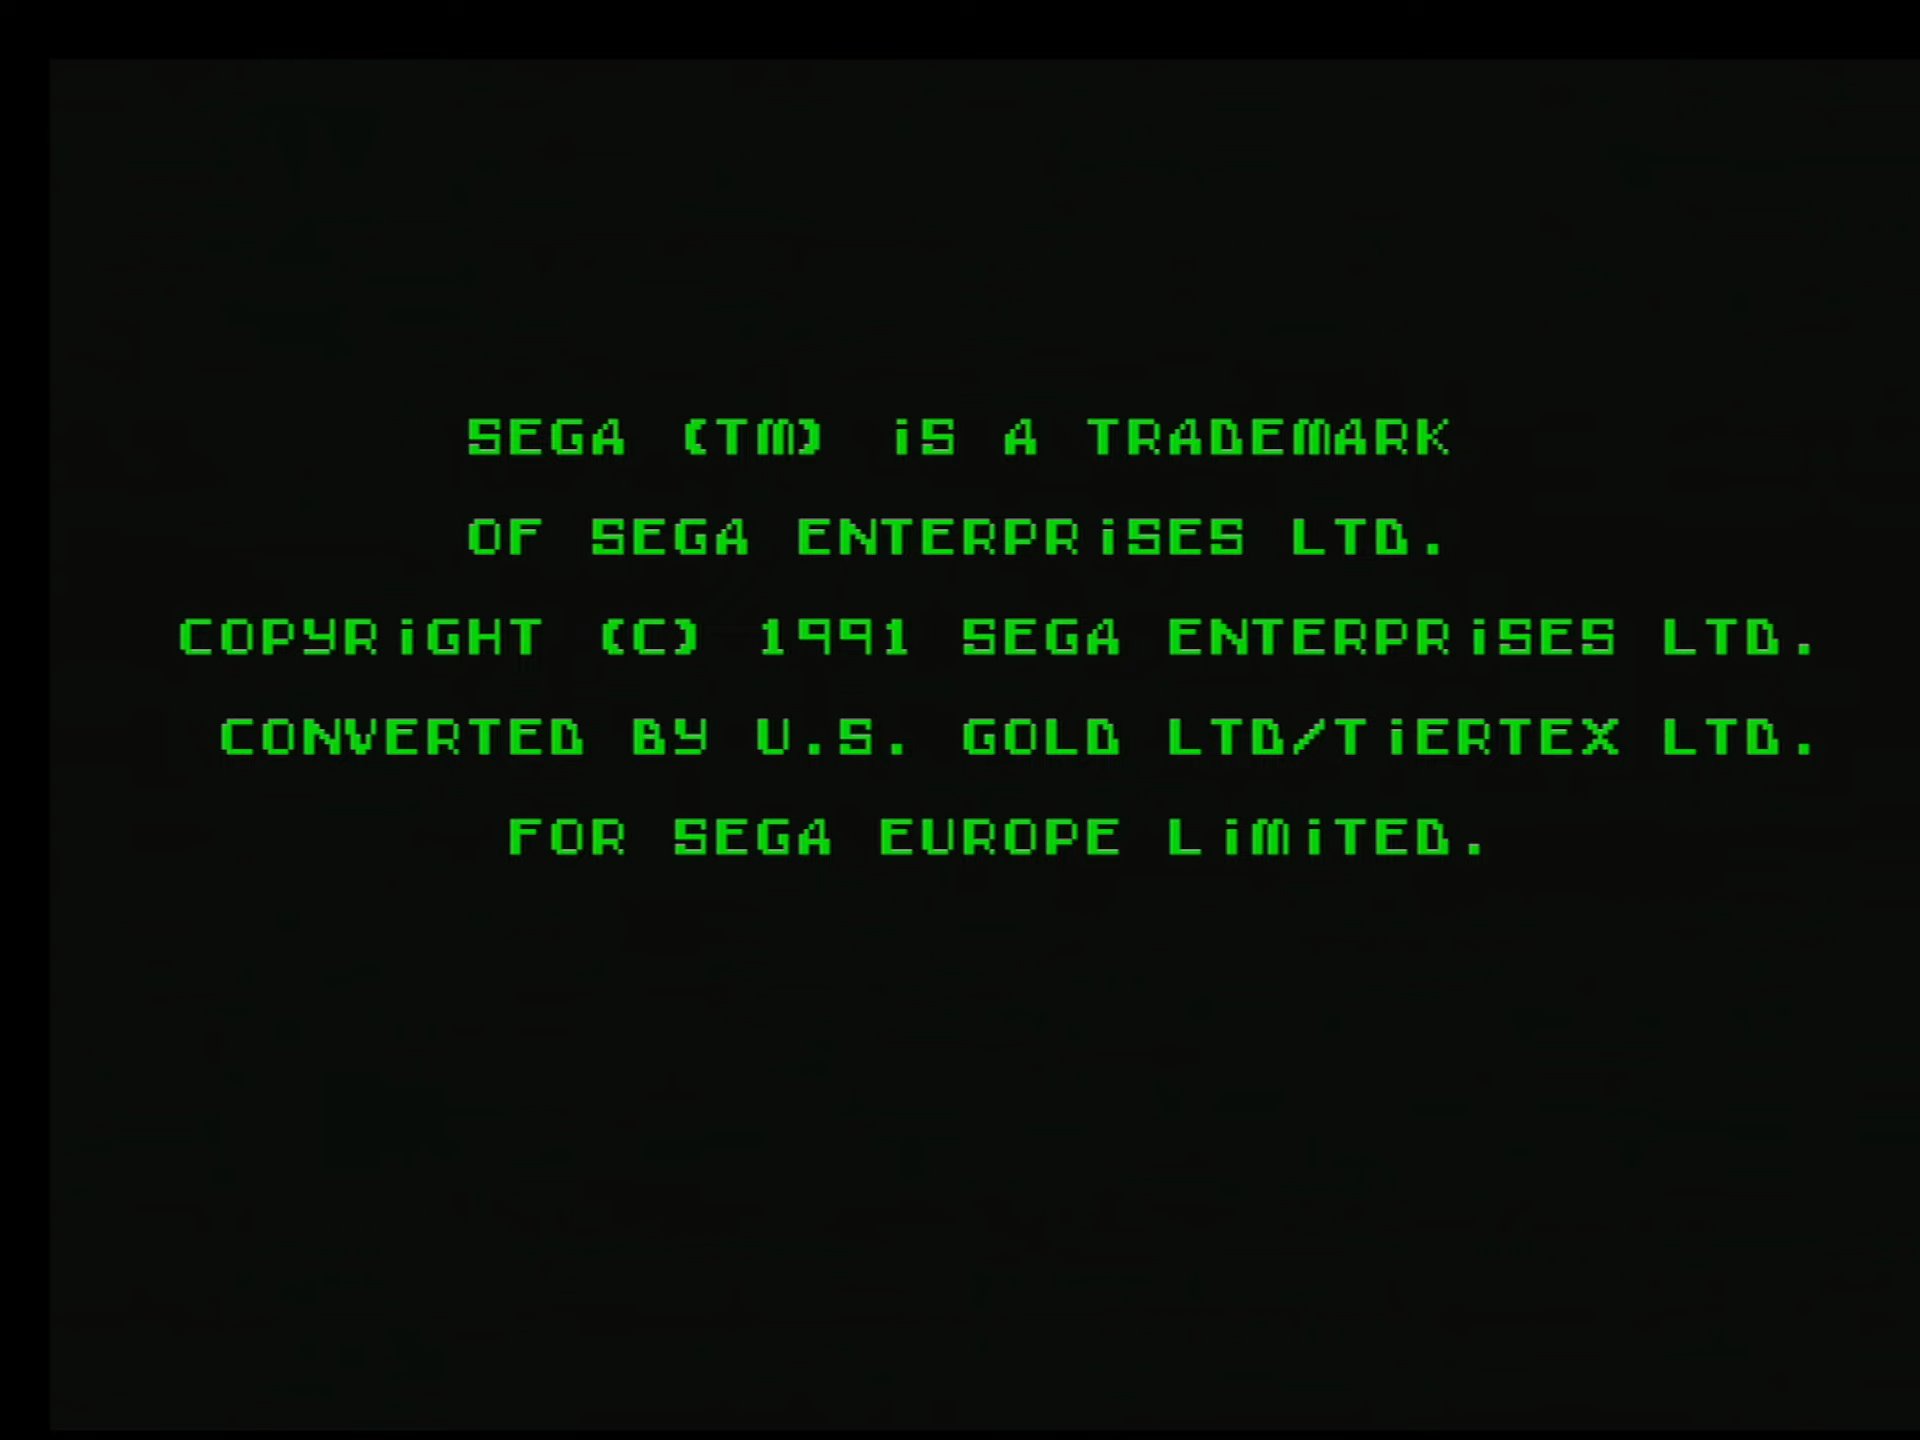 SEGA (TM) iS A TRADEMARK
OF SEGA ENTERPRiSES LTD.
COPYRiGHT (C) 1991 SEGA ENTERPRiSES LTD.
CONVERTED BY U.S. GOLD LTD/TiERTEX LTD.
FOR SEGA EUROPE LiMiTED.